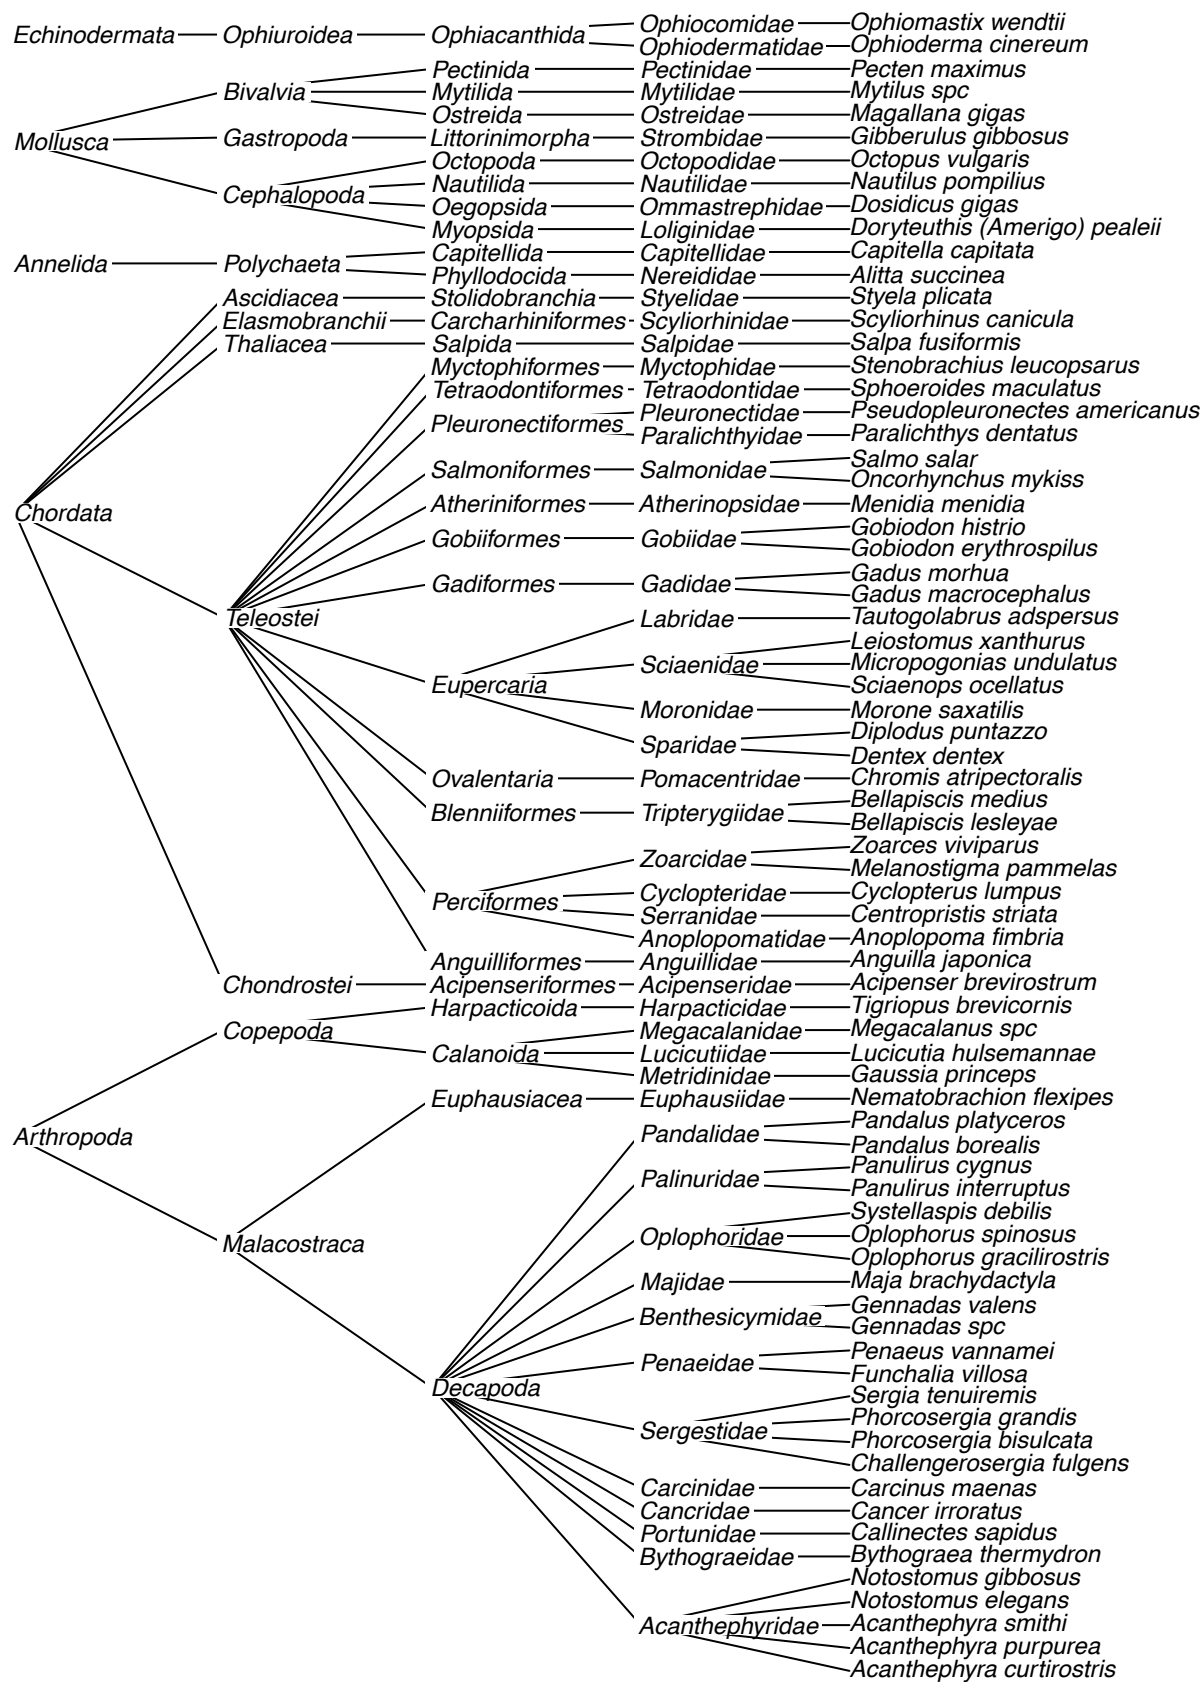 Echinodermata Ophiuroidea Ophiacanthida Ophiocomidae Ophiomastix wendtii
Ophiodermatidae Ophioderma cinereum
Mollusca Bivalvia Pectinida Pectinidae Pecten maximus
Mytilida Mytilidae Mytilus spc
Ostreida Ostreidae Magallana gigas
Gastropoda Littorinimorpha Strombidae Gibberulus gibbosus
Cephalopoda Octopoda Octopodidae Octopus vulgaris
Nautilida Nautilidae Nautilus pompilius
Oegopsida Ommastrephidae Dosidicus gigas
Myopsida Loliginidae Doryteuthis (Amerigo) pealeii
Annelida Polychaeta Capitellida Capitellidae Capitella capitata
Phyllodocida Nereididae Alitta succinea
Chordata Ascidiacea Stolidobranchia Styelidae Styela plicata
Elasmobranchii Carcharhiniformes Scyliorhinidae Scyliorhinus canicula
Thaliacea Salpida Salpidae Salpa fusiformis
Teleostei Myctophiformes Myctophidae Stenobrachius leucopsarus
Tetraodontiformes Tetraodontidae Sphoeroides maculatus
Pleuronectiformes Pleuronectidae Pseudopleuronectes americanus
Paralichthyidae Paralichthys dentatus
Salmoniformes Salmonidae Salmo salar
Oncorhynchus mykiss
Atheriniformes Atherinopsidae Menidia menidia
Gobiiformes Gobiidae Gobiodon histrio
Gobiodon erythrospilus
Gadiformes Gadidae Gadus morhua
Gadus macrocephalus
Eupercaria Labridae Tautogolabrus adspersus
Sciaenidae Leiostomus xanthurus
Micropogonias undulatus
Sciaenops ocellatus
Moronidae Morone saxatilis
Sparidae Diplodus puntazzo
Dentex dentex
Ovalentaria Pomacentridae Chromis atripectoralis
Blenniiformes Tripterygiidae Bellapiscis medius
Bellapiscis lesleyae
Perciformes Zoarcidae Zoarces viviparus
Melanostigma pammelas
Cyclopteridae Cyclopterus lumpus
Serranidae Centropristis striata
Anoplopomatidae Anoplopoma fimbria
Anguilliformes Anguillidae Anguilla japonica
Chondrostei Acipenseriformes Acipenseridae Acipenser brevirostrum
Arthropoda Copepoda Harpacticoida Harpacticidae Tigriopus brevicornis
Calanoida Megacalanidae Megacalanus spc
Lucicutiidae Lucicutia hulsemannae
Metridinidae Gaussia princeps
Malacostraca Euphausiacea Euphausiidae Nematobrachion flexipes
Decapoda Pandalidae Pandalus platyceros
Pandalus borealis
Palinuridae Panulirus cygnus
Panulirus interruptus
Oplophoridae Systellaspis debilis
Oplophorus spinosus
Oplophorus gracilirostris
Majidae Maja brachydactyla
Benthesicymidae Gennadas valens
Gennadas spc
Penaeidae Penaeus vannamei
Funchalia villosa
Sergestidae Sergia tenuiremis
Phorcosergia grandis
Phorcosergia bisulcata
Challengerosergia fulgens
Carcinidae Carcinus maenas
Cancridae Cancer irroratus
Portunidae Callinectes sapidus
Bythograeidae Bythograea thermydron
Acanthephyridae Notostomus gibbosus
Notostomus elegans
Acanthephyra smithi
Acanthephyra purpurea
Acanthephyra curtirostris